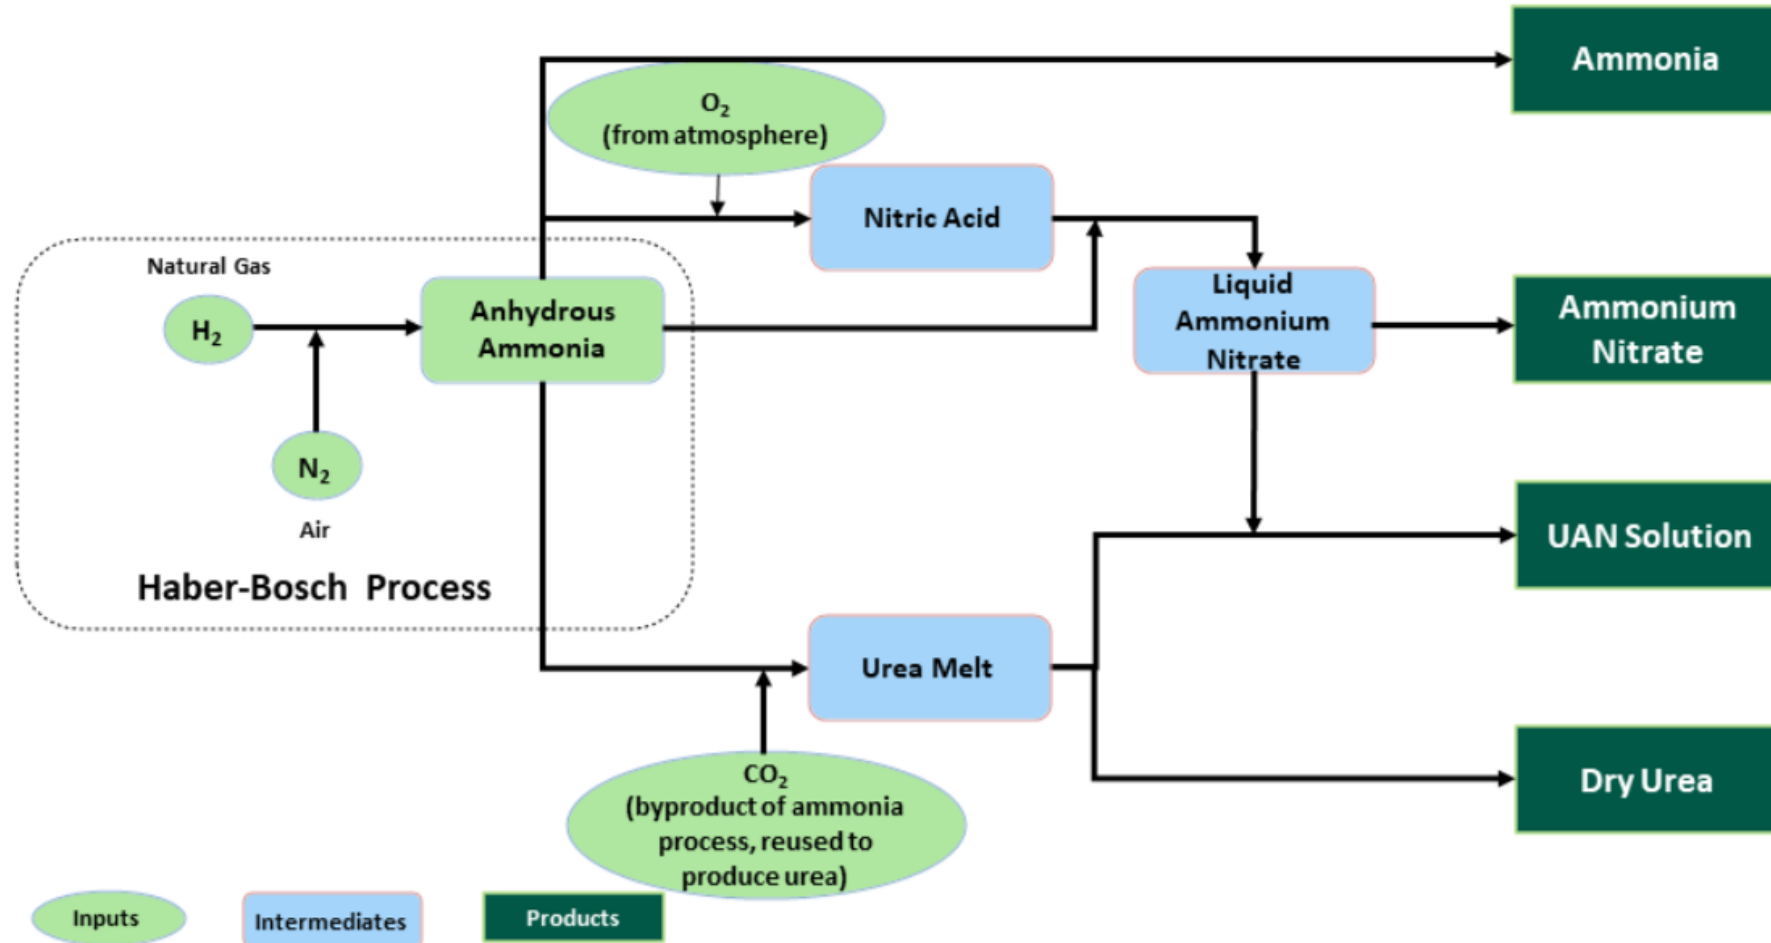 Ammonia
O₂
(from atmosphere)
Nitric Acid
Natural Gas
H₂
Anhydrous
Ammonia
Liquid
Ammonium
Nitrate
Ammonium
Nitrate
N₂
Air
Haber-Bosch Process
UAN Solution
Urea Melt
CO₂
(byproduct of ammonia
process, reused to
produce urea)
Dry Urea
Inputs
Intermediates
Products